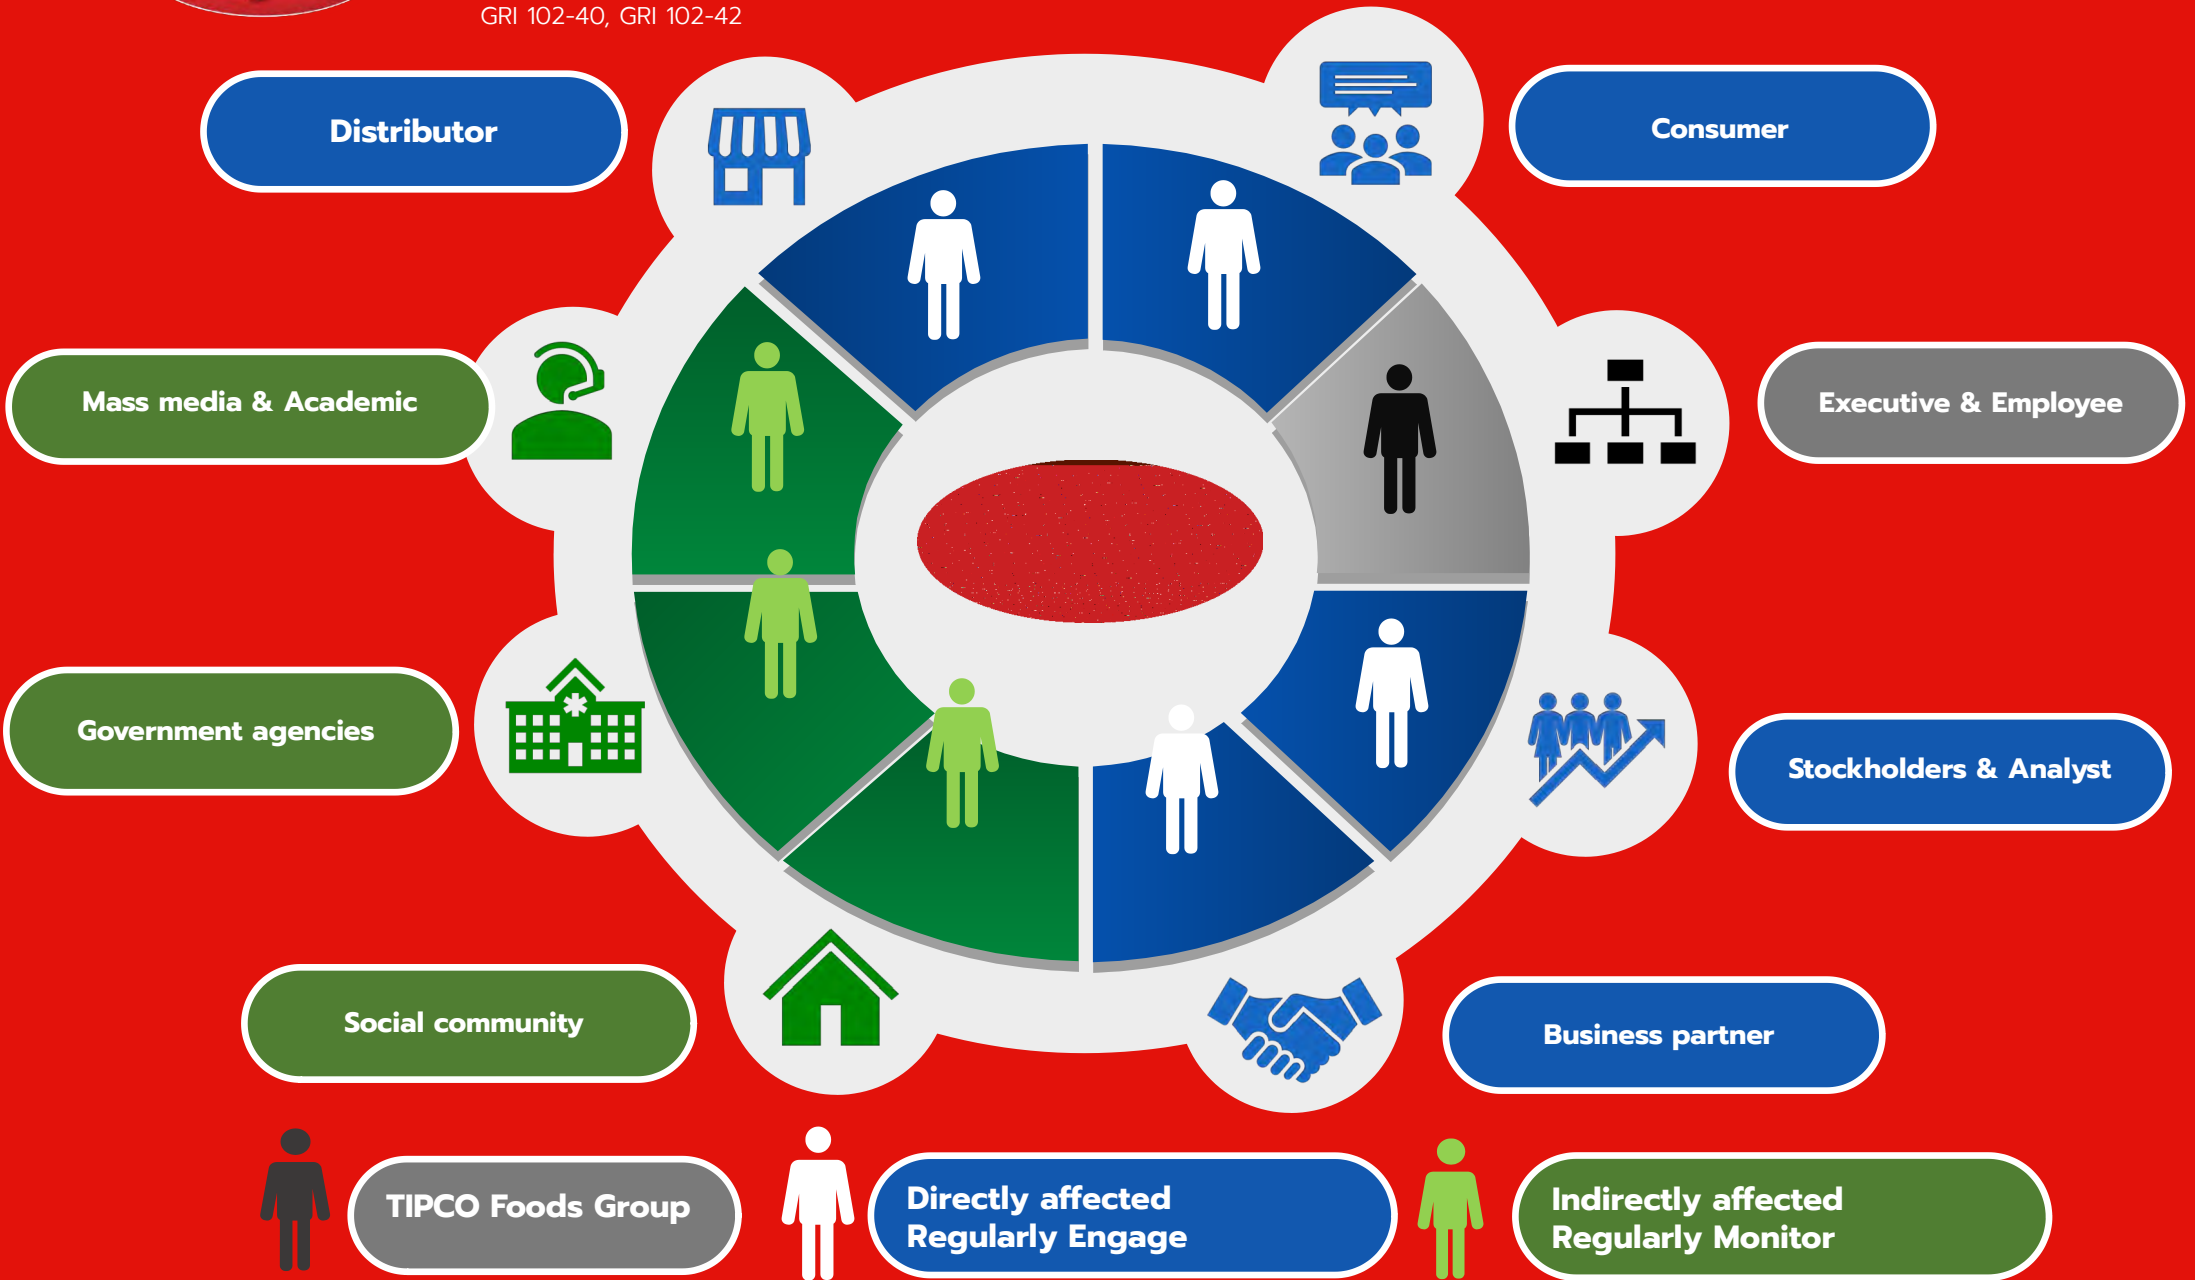 GRI 102-40, GRI 102-42
Distributor
Consumer
Mass media & Academic
Executive & Employee
Government agencies
Stockholders & Analyst
Social community
Business partner
TIPCO Foods Group
Directly affected
Regularly Engage
Indirectly affected
Regularly Monitor